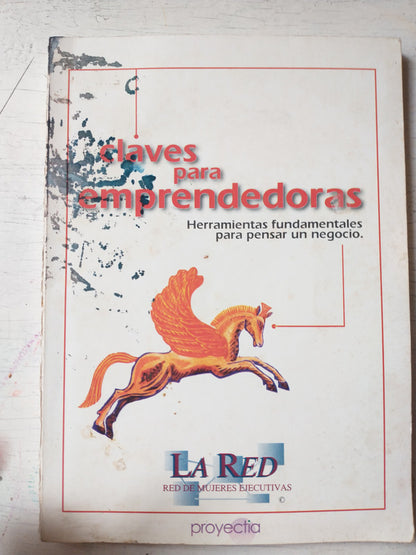 claves
para
emprendedoras
Herramientas fundamentales
para pensar un negocio.
LA RED
RED DE MUJERES EJECUTIVAS
©
proyectia